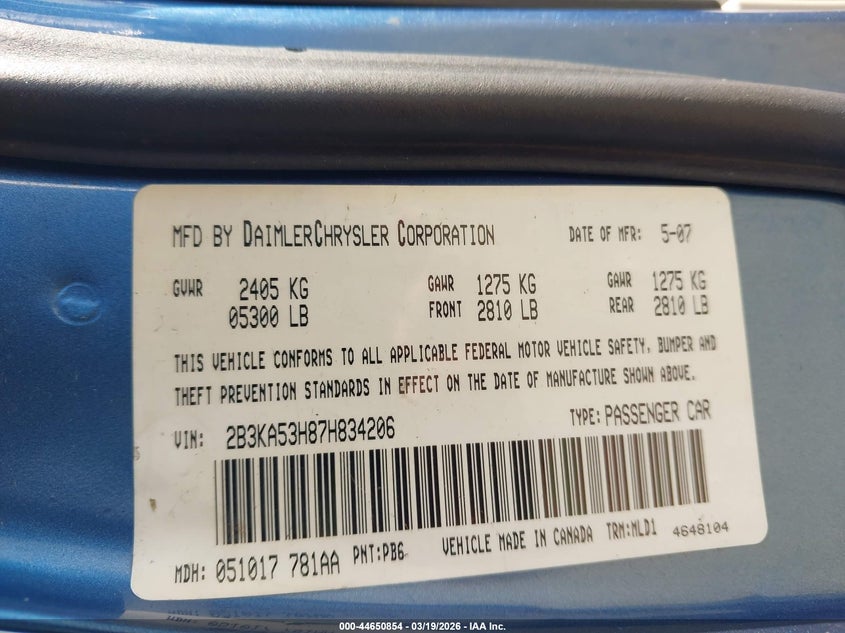 MFD BY DAIMLERCHRYSLER CORPORATION DATE OF MFR: 5-07
GVWR 2405 KG GAWR 1275 KG GAWR 1275 KG
05300 LB FRONT 2810 LB REAR 2810 LB
THIS VEHICLE CONFORMS TO ALL APPLICABLE FEDERAL MOTOR VEHICLE SAFETY, BUMPER AND
THEFT PREVENTION STANDARDS IN EFFECT ON THE DATE OF MANUFACTURE SHOWN ABOVE.
VIN: 2B3KA53H87H834206 TYPE: PASSENGER CAR
MDH: 051017 781AA PNT:PB6 VEHICLE MADE IN CANADA TRM:MLD1 4648104
000-44650854 - 03/19/2026 - IAA Inc.